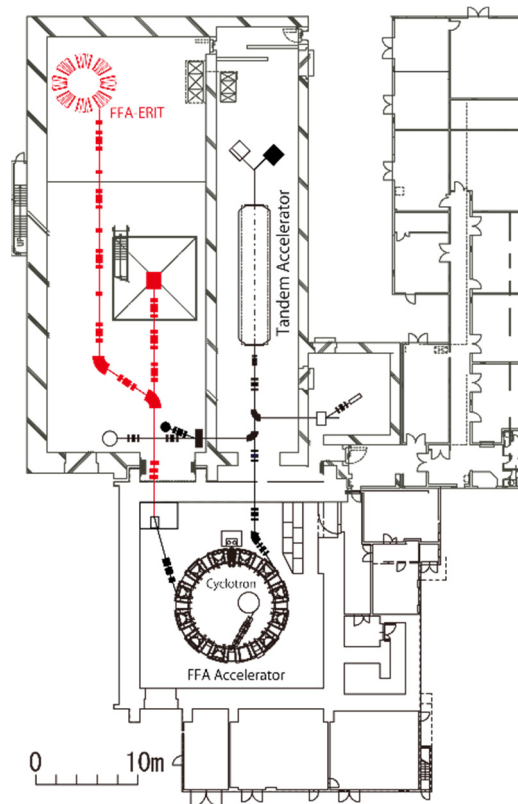 FFA-ERIT
Tandem Accelerator
Cyclotron
FFA Accelerator
0 10m